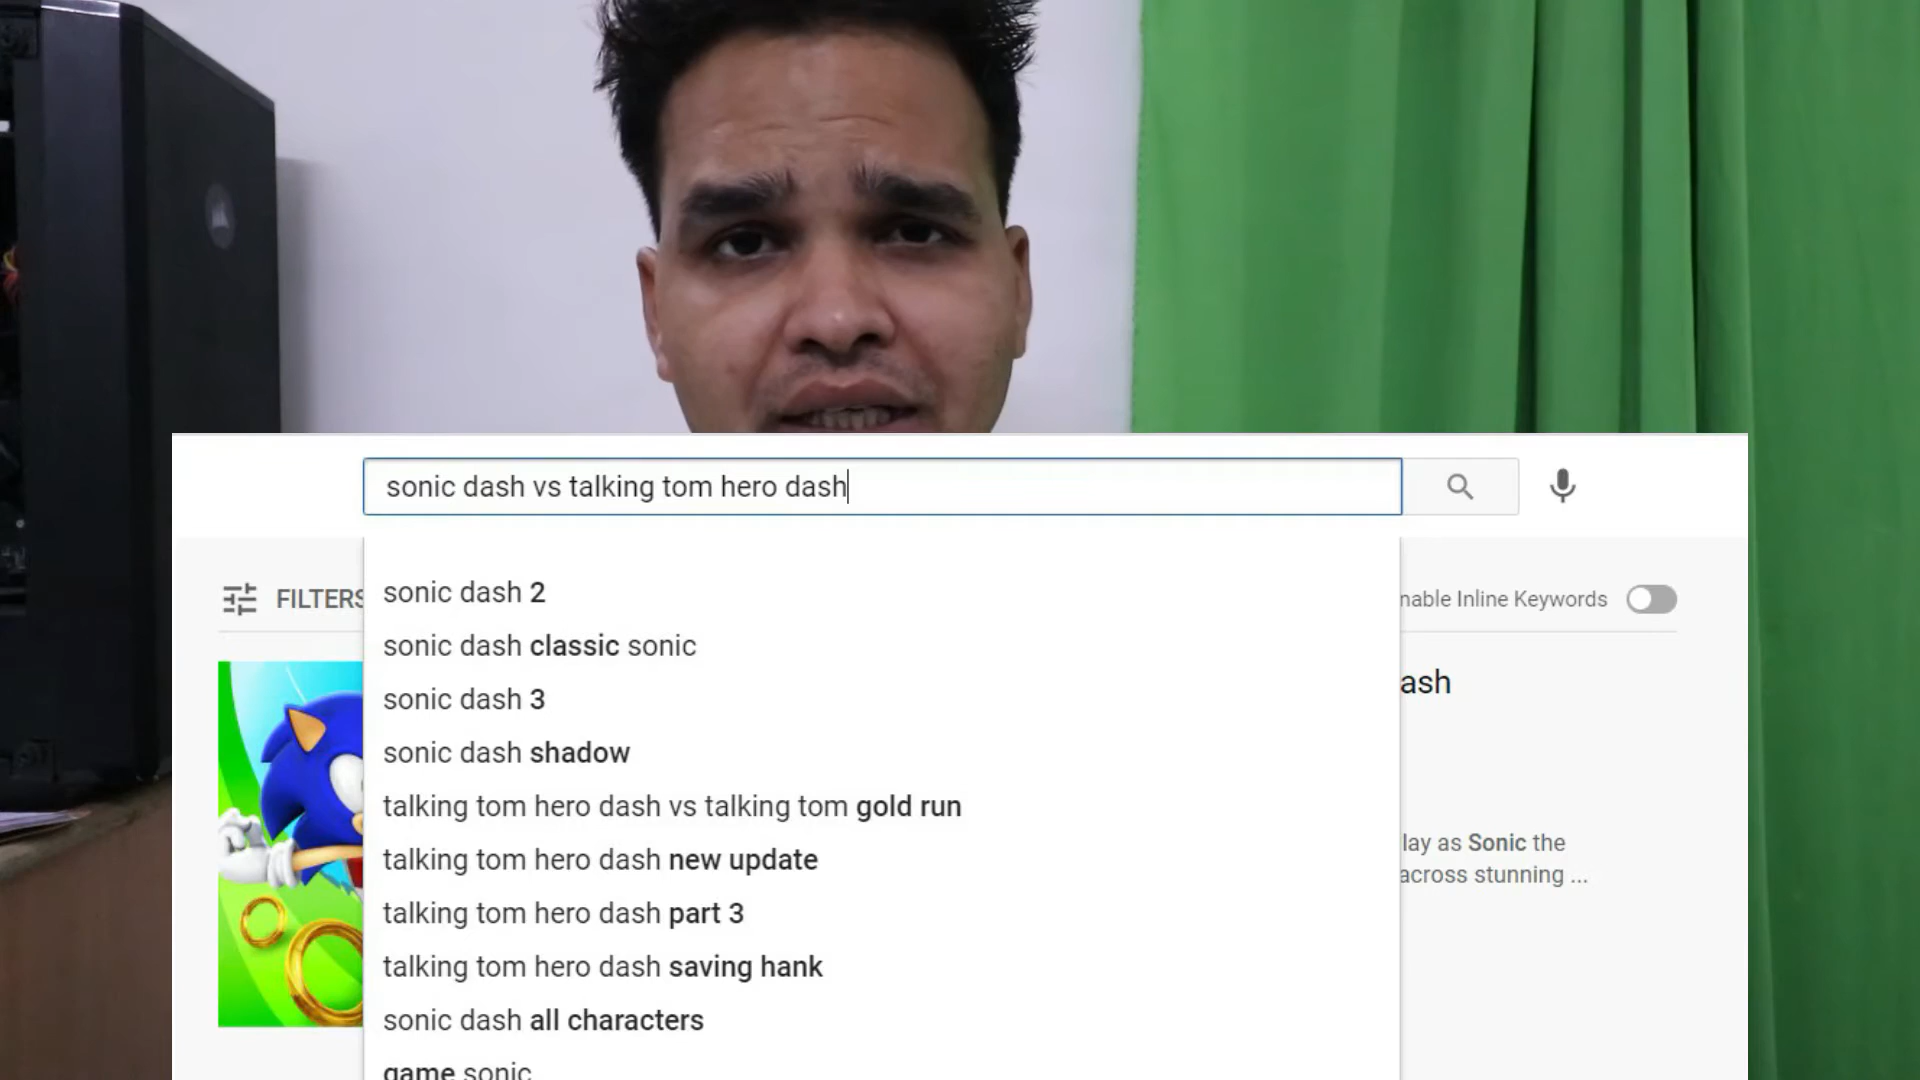 sonic dash vs talking tom hero dash
FILTERS
nable Inline Keywords
sonic dash 2
sonic dash classic sonic
sonic dash 3
ash
sonic dash shadow
talking tom hero dash vs talking tom gold run
lay as Sonic the
talking tom hero dash new update
across stunning ...
talking tom hero dash part 3
talking tom hero dash saving hank
sonic dash all characters
game sonic